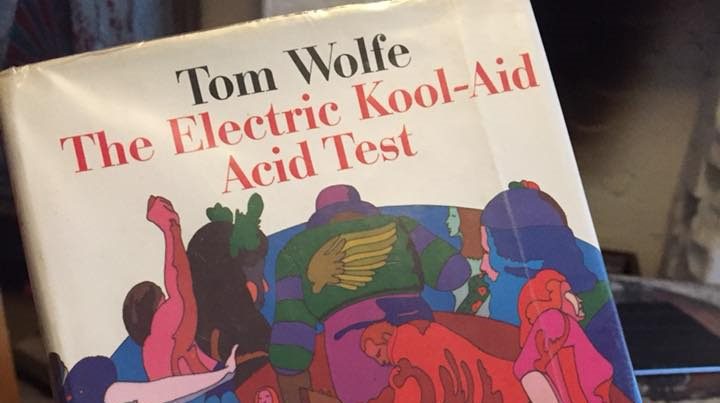 Tom Wolfe
The Electric Kool-Aid
Acid Test